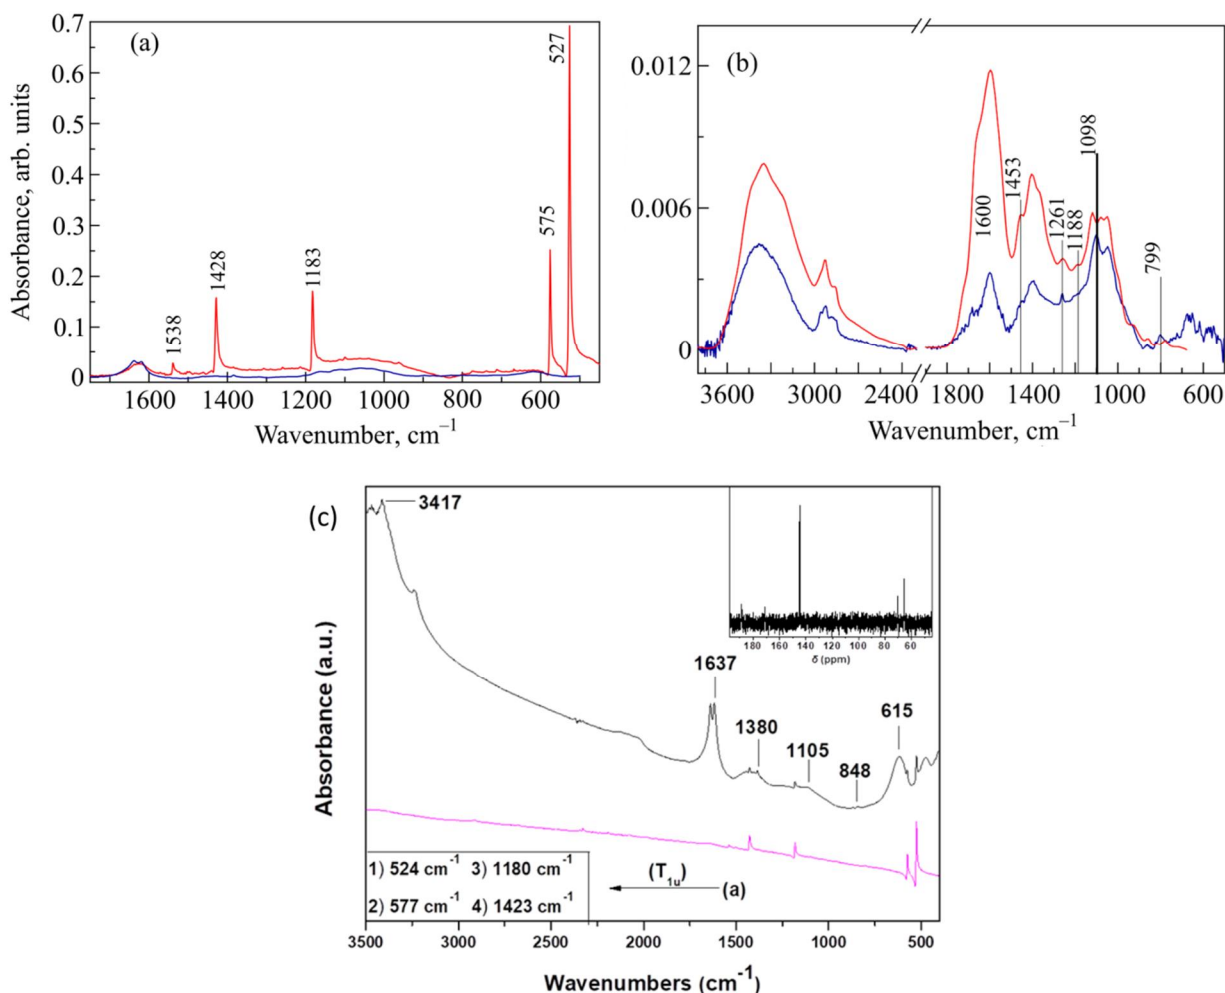 (a)
0.7
0.6
0.5
0.4
0.3
0.2
0.1
0
Absorbance, arb. units
1538
1428
1183
575
527
1600 1400 1200 1000 800 600
Wavenumber, cm⁻¹
(b)
0.012
0.006
0
1600
1453
1261
1188
1098
799
3600 3000 2400 1800 1400 1000 600
Wavenumber, cm⁻¹
(c)
Absorbance (a.u.)
3417
1637
1380
1105
848
615
180 160 140 120 100 80 60
δ (ppm)
1) 524 cm⁻¹ 3) 1180 cm⁻¹
2) 577 cm⁻¹ 4) 1423 cm⁻¹
(T₁ᵤ)
(a)
3500 3000 2500 2000 1500 1000 500
Wavenumbers (cm⁻¹)